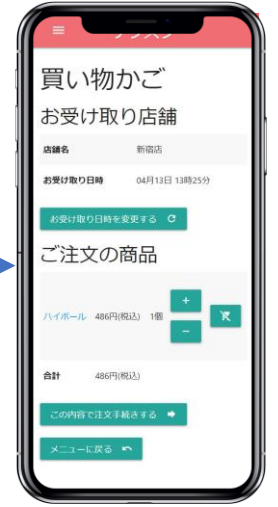 買い物かご
お受け取り店舗
店舗名 新宿店
お受け取り日時 04月13日 13時25分
お受け取り日時を変更する
ご注文の商品
ハイボール 486円(税込) 1個
+
−
合計 486円(税込)
この内容で注文手続きする
メニューに戻る